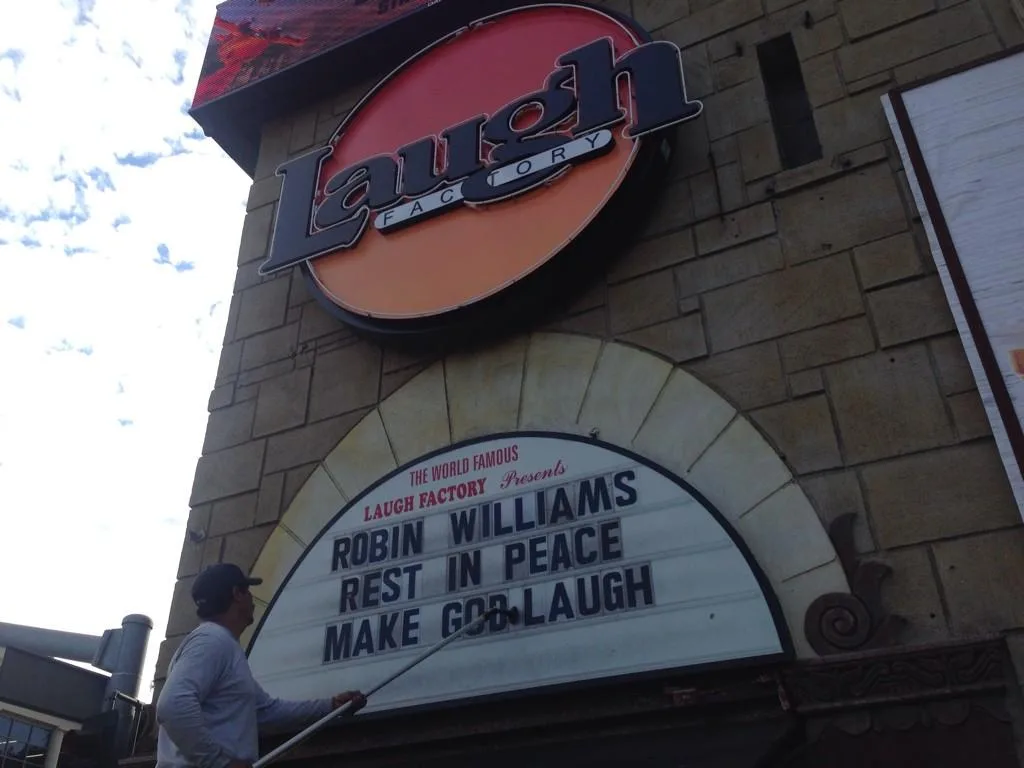 Laugh
FACTORY
THE WORLD FAMOUS
LAUGH FACTORY Presents
ROBIN WILLIAMS
REST IN PEACE
MAKE GOD LAUGH